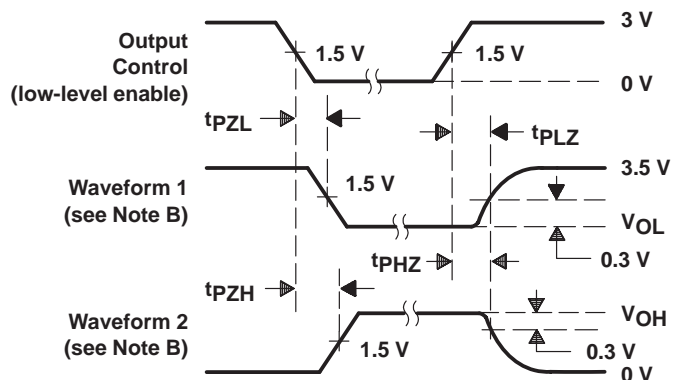 Output
Control
(low-level enable)
1.5 V
1.5 V
3 V
0 V
tPZL
tPLZ
Waveform 1
(see Note B)
1.5 V
3.5 V
VOL
0.3 V
tPZH
tPHZ
Waveform 2
(see Note B)
1.5 V
VOH
0.3 V
0 V